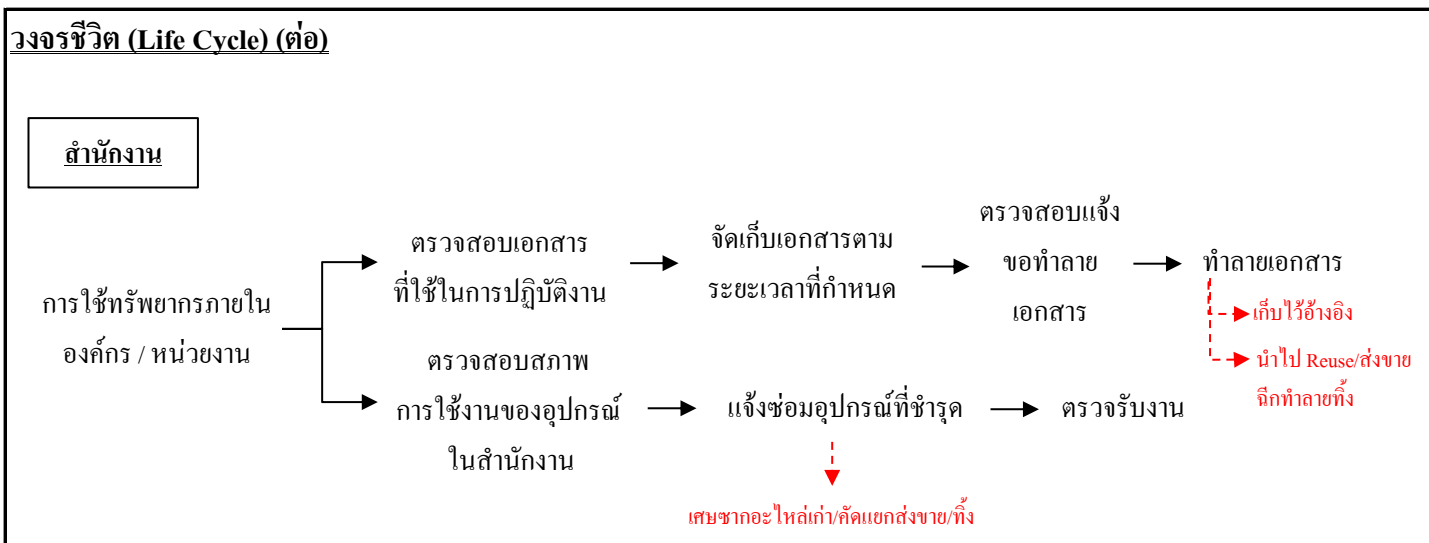 วงจรชีวิต (Life Cycle) (ต่อ)
สำนักงาน
การใช้ทรัพยากรภายใน
องค์กร / หน่วยงาน
ตรวจสอบเอกสาร
ที่ใช้ในการปฏิบัติงาน
จัดเก็บเอกสารตาม
ระยะเวลาที่กำหนด
ตรวจสอบแจ้ง
ขอทำลาย
เอกสาร
ทำลายเอกสาร
เก็บไว้อ้างอิง
นำไป Reuse/ส่งขาย
ฉีกทำลายทิ้ง
ตรวจสอบสภาพ
การใช้งานของอุปกรณ์
ในสำนักงาน
แจ้งซ่อมอุปกรณ์ที่ชำรุด
ตรวจรับงาน
เศษซากอะไหล่เก่า/คัดแยกส่งขาย/ทิ้ง